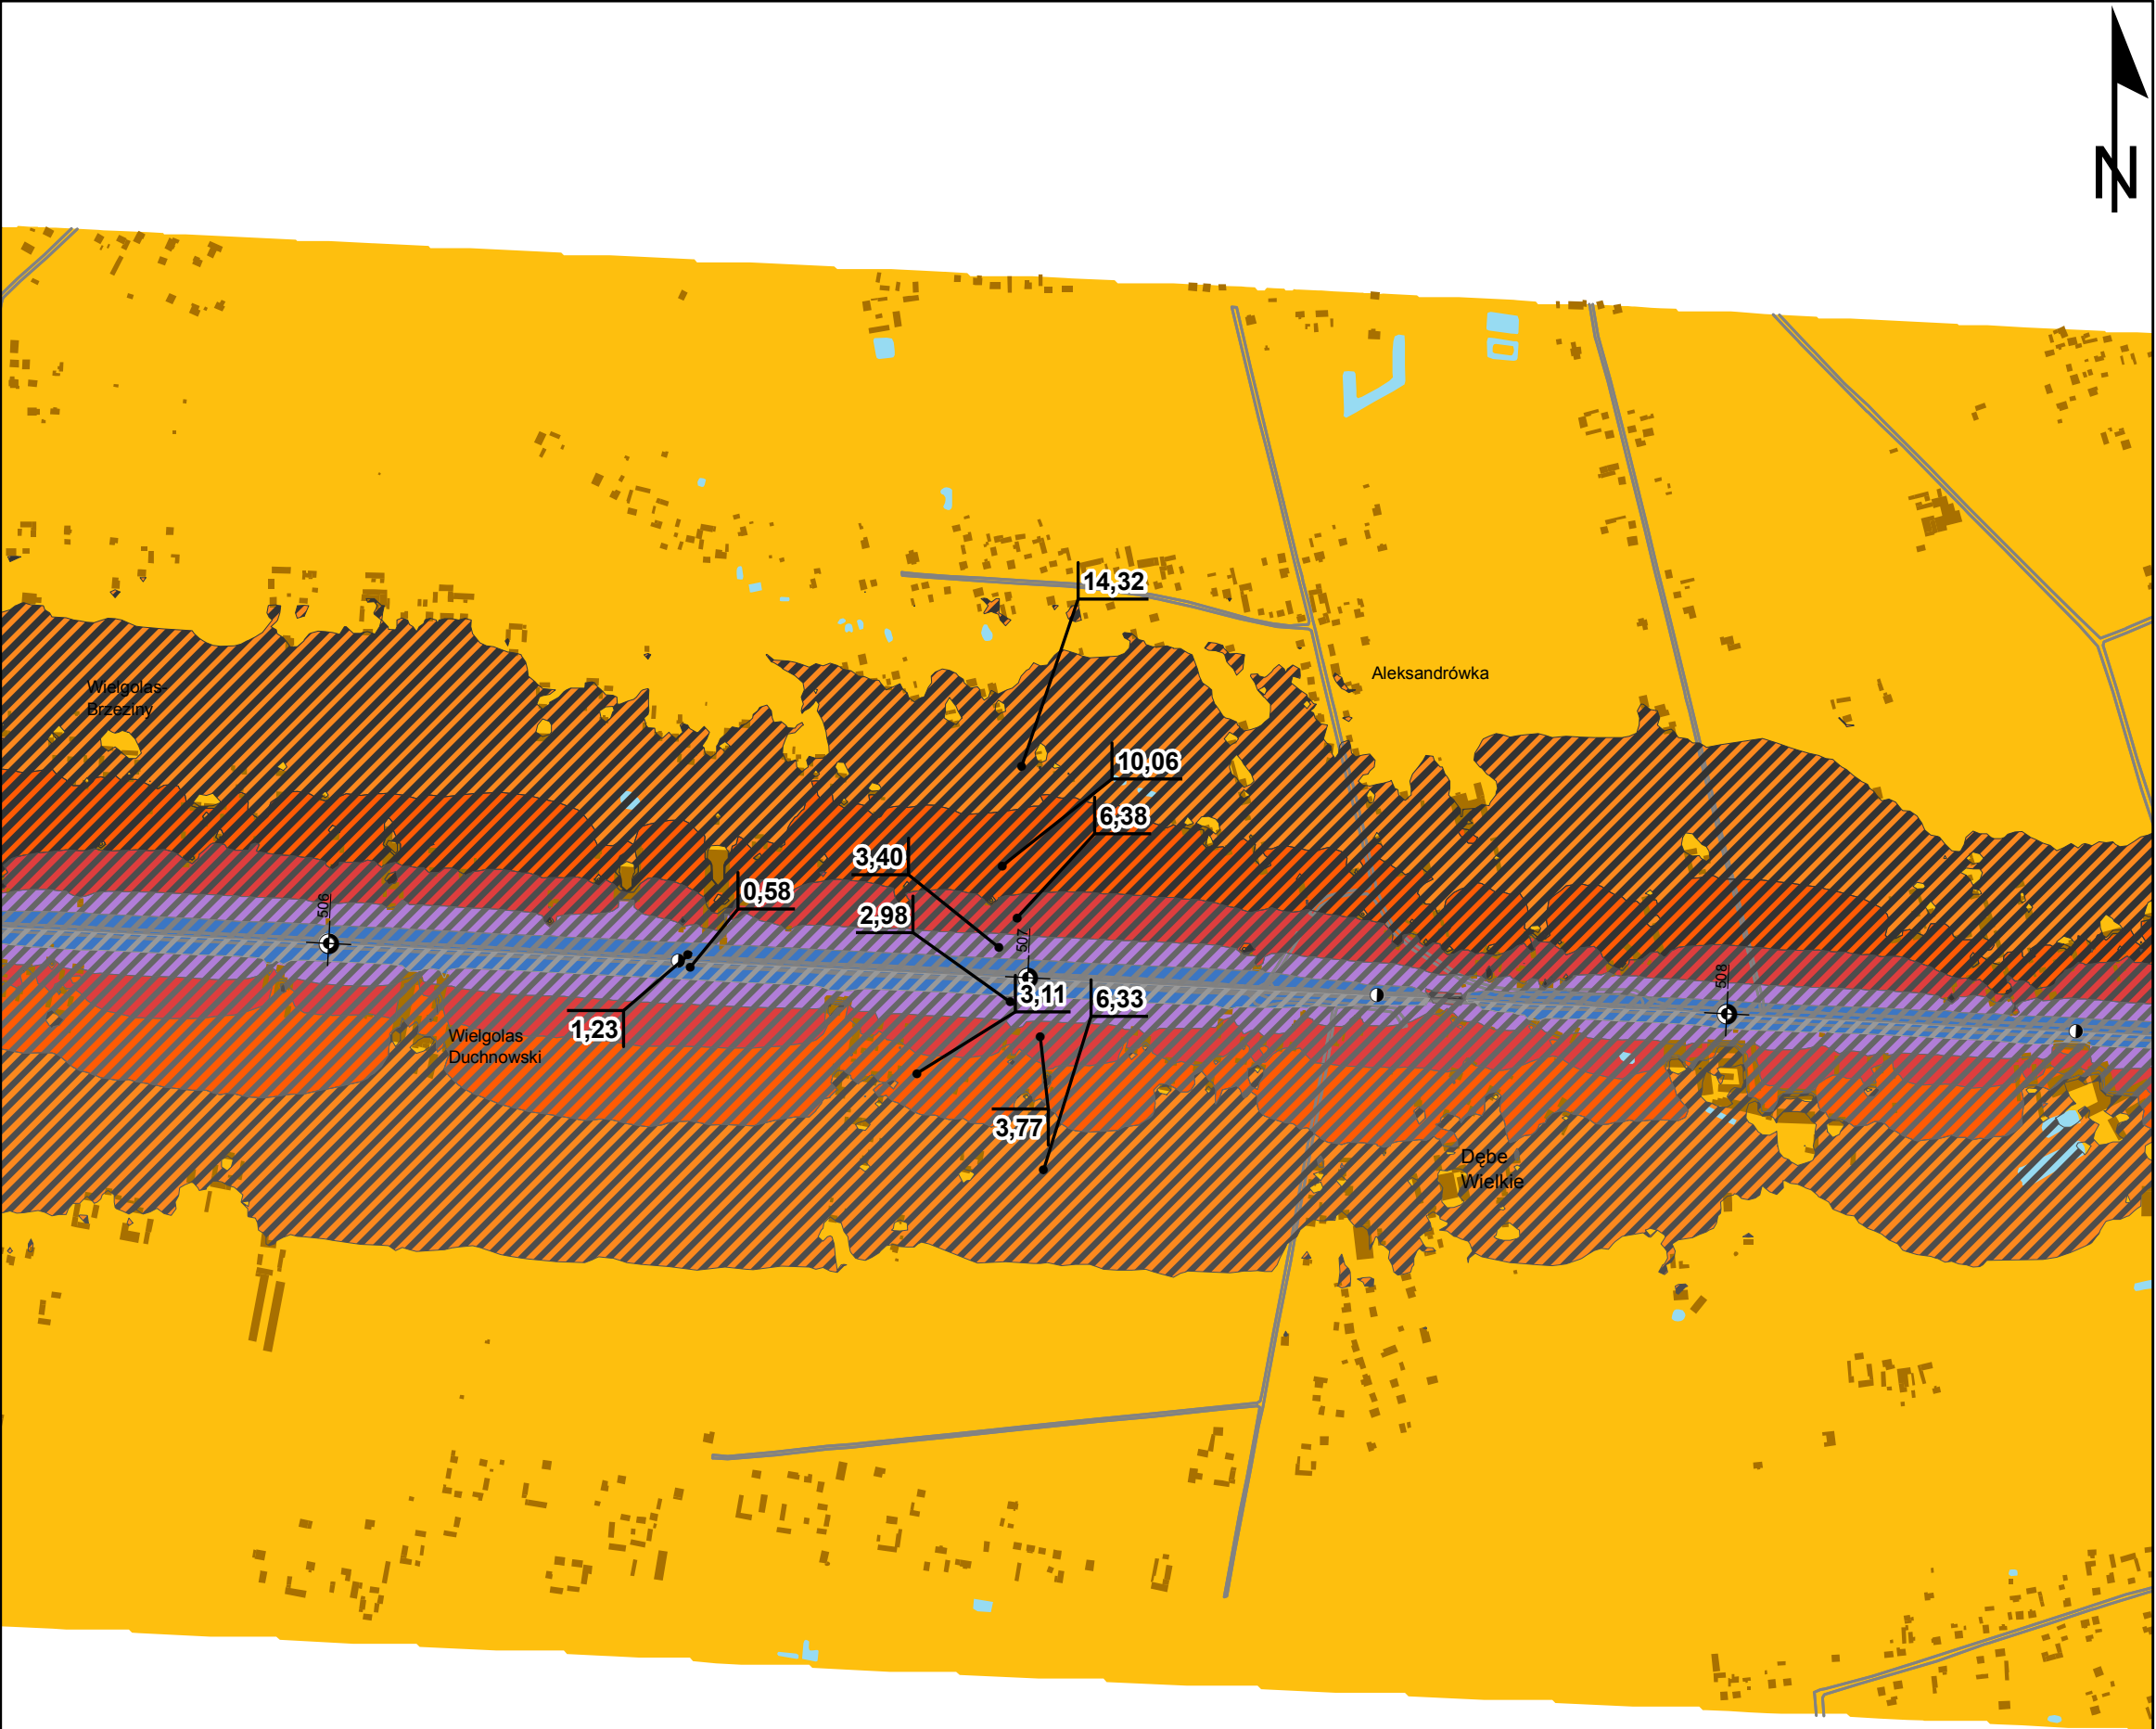 N
14,32
Aleksandrówka
Wielgolas-
Brzeziny
10,06
6,38
3,40
0,58
506
2,98
507
3,11
6,33
508
1,23
Wielgolas
Duchnowski
3,77
Dębe
Wielkie